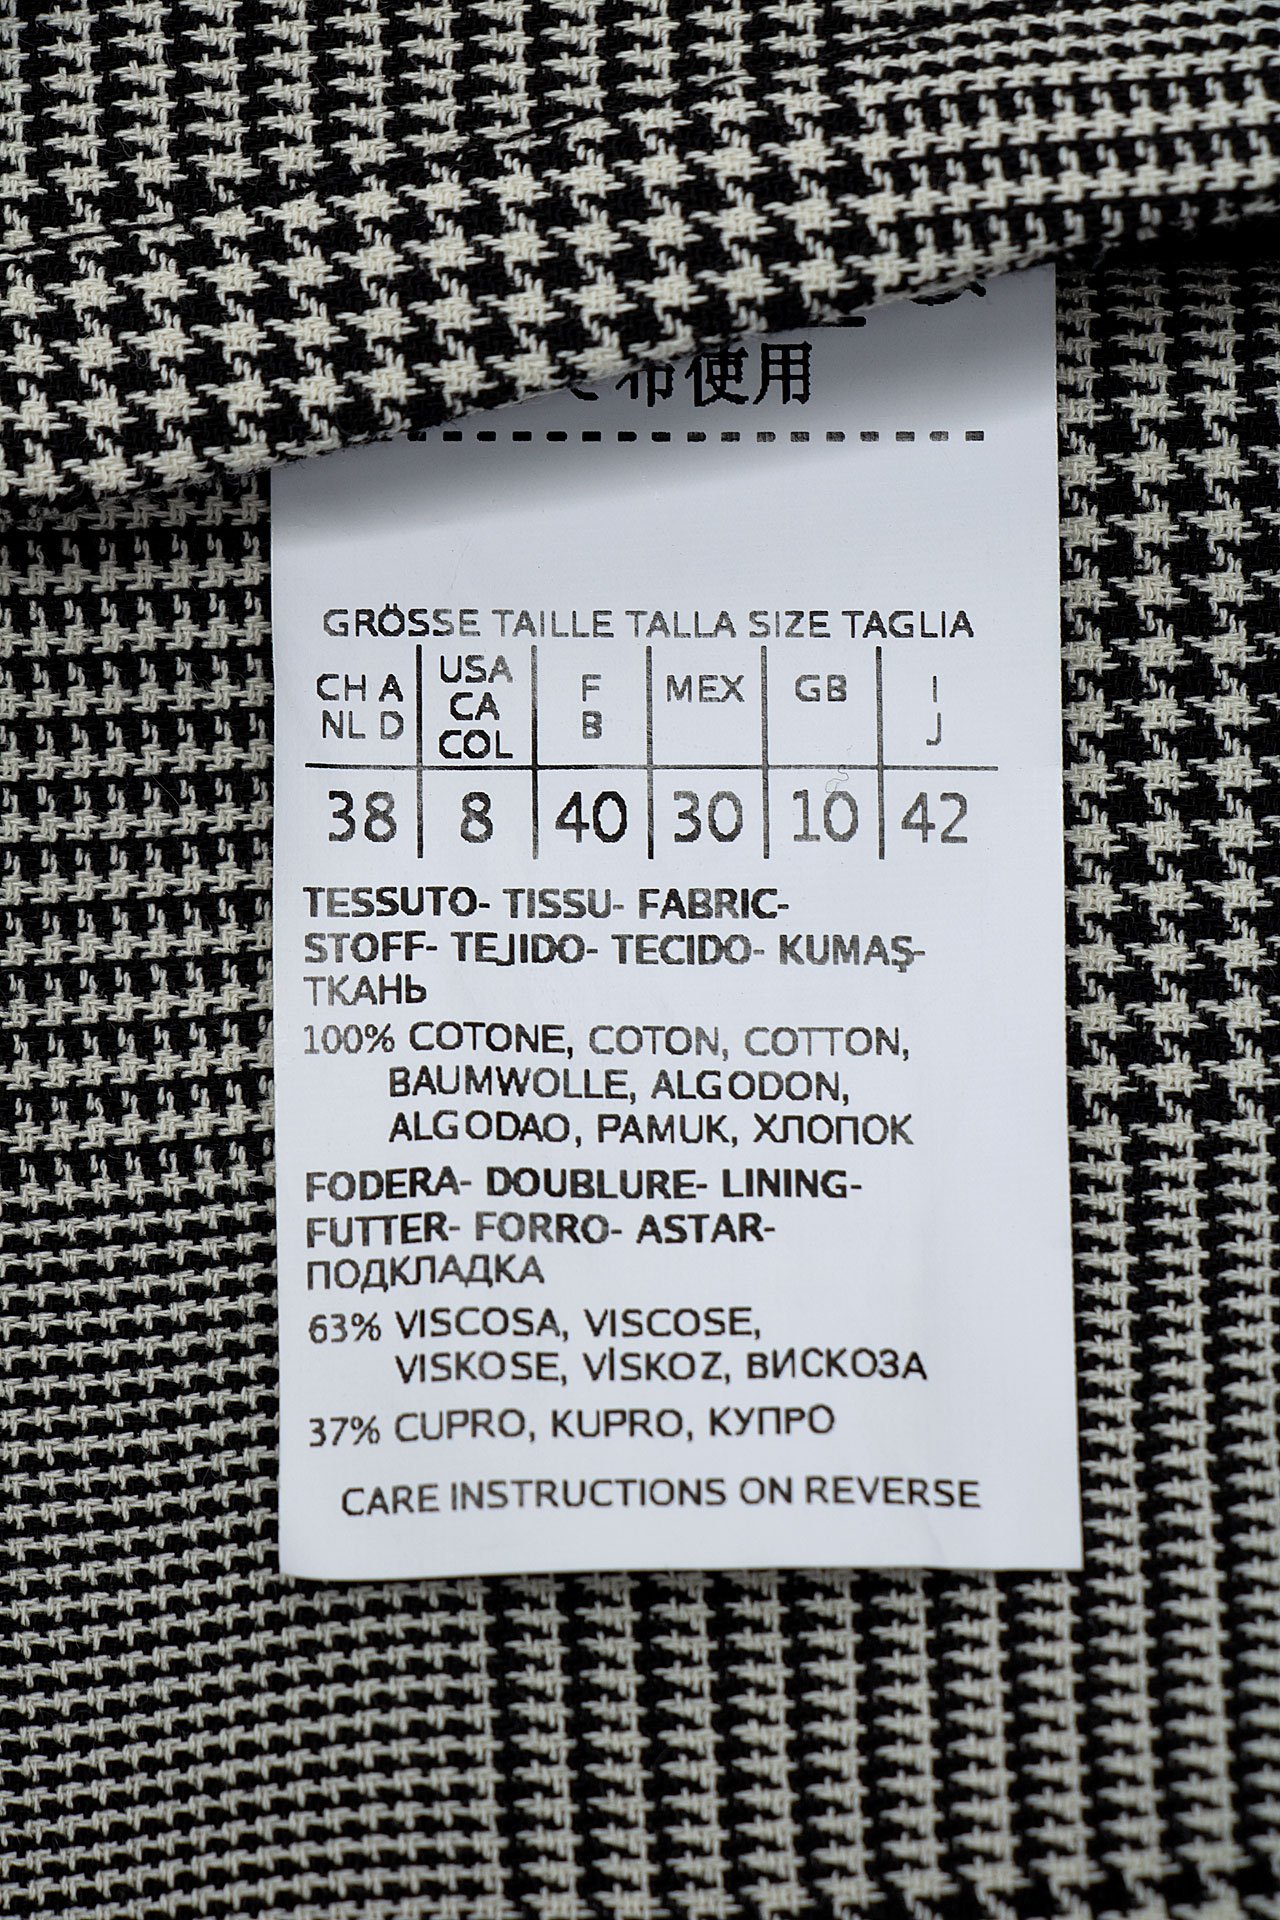 布使用
GRÖSSE TAILLE TALLA SIZE TAGLIA
CH A NL D | USA CA COL | F B | MEX | GB | I J
38 | 8 | 40 | 30 | 10 | 42
TESSUTO- TISSU- FABRIC-
STOFF- TEJIDO- TECIDO- KUMAŞ-
ТКАНЬ
100% COTONE, COTON, COTTON,
BAUMWOLLE, ALGODON,
ALGODAO, PAMUK, ХЛОПОК
FODERA- DOUBLURE- LINING-
FUTTER- FORRO- ASTAR-
ПОДКЛАДКА
63% VISCOSA, VISCOSE,
VISKOSE, VİSKOZ, ВИСКОЗА
37% CUPRO, KUPRO, КУПРО
CARE INSTRUCTIONS ON REVERSE